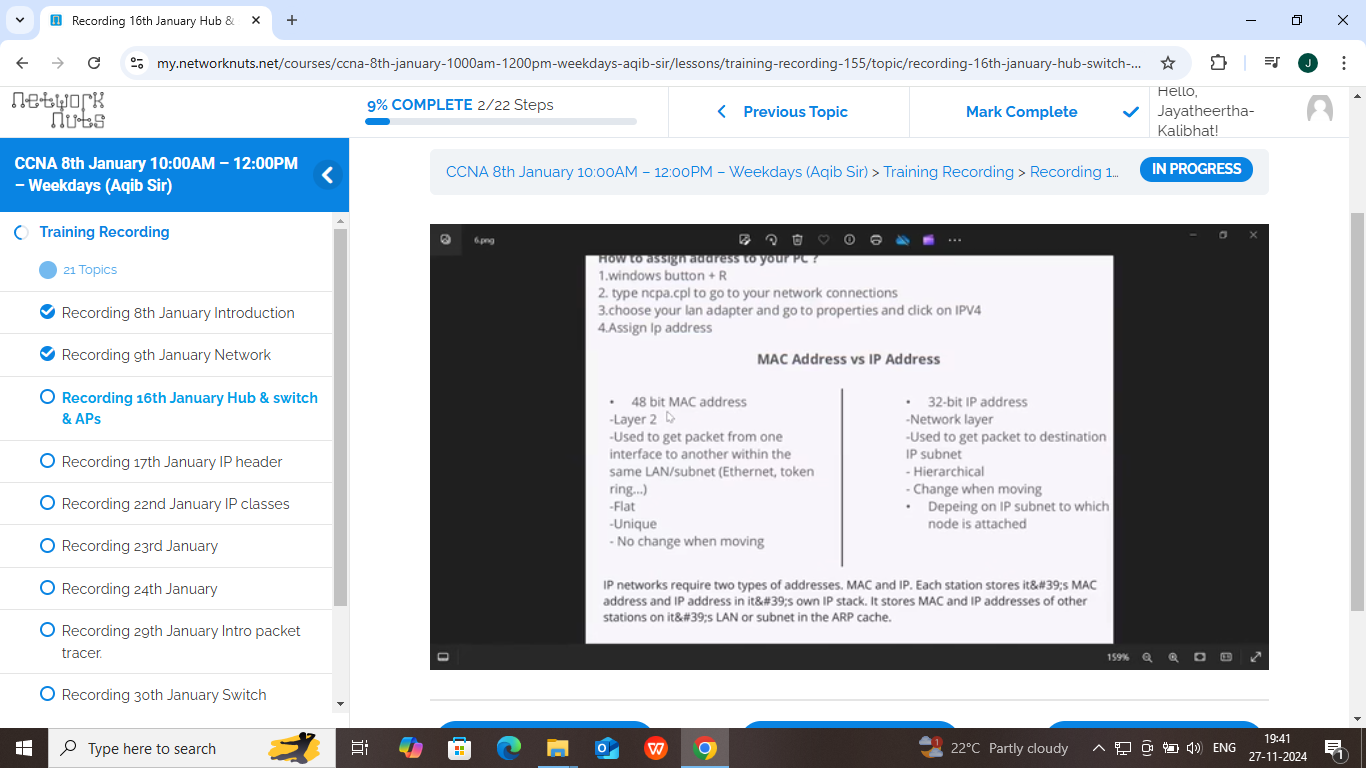 Recording 16th January Hub &
my.networknuts.net/courses/ccna-8th-january-1000am-1200pm-weekdays-aqib-sir/lessons/training-recording-155/topic/recording-16th-january-hub-switch-...
J
Network
Nuts
9% COMPLETE 2/22 Steps
Previous Topic
Mark Complete
Hello,
Jayatheertha-
Kalibhat!
CCNA 8th January 10:00AM – 12:00PM
– Weekdays (Aqib Sir)
Training Recording
21 Topics
Recording 8th January Introduction
Recording 9th January Network
Recording 16th January Hub & switch
& APs
Recording 17th January IP header
Recording 22nd January IP classes
Recording 23rd January
Recording 24th January
Recording 29th January Intro packet
tracer.
Recording 30th January Switch
CCNA 8th January 10:00AM – 12:00PM – Weekdays (Aqib Sir) > Training Recording > Recording 1...
IN PROGRESS
6.png
How to assign address to your PC ?
1.windows button + R
2. type ncpa.cpl to go to your network connections
3.choose your lan adapter and go to properties and click on IPV4
4.Assign Ip address
MAC Address vs IP Address
• 48 bit MAC address
-Layer 2
-Used to get packet from one
interface to another within the
same LAN/subnet (Ethernet, token
ring...)
-Flat
-Unique
- No change when moving
• 32-bit IP address
-Network layer
-Used to get packet to destination
IP subnet
- Hierarchical
- Change when moving
• Depeing on IP subnet to which
node is attached
IP networks require two types of addresses. MAC and IP. Each station stores it&#39;s MAC
address and IP address in it&#39;s own IP stack. It stores MAC and IP addresses of other
stations on it&#39;s LAN or subnet in the ARP cache.
159%
Type here to search
22°C Partly cloudy
ENG
19:41
27-11-2024
1